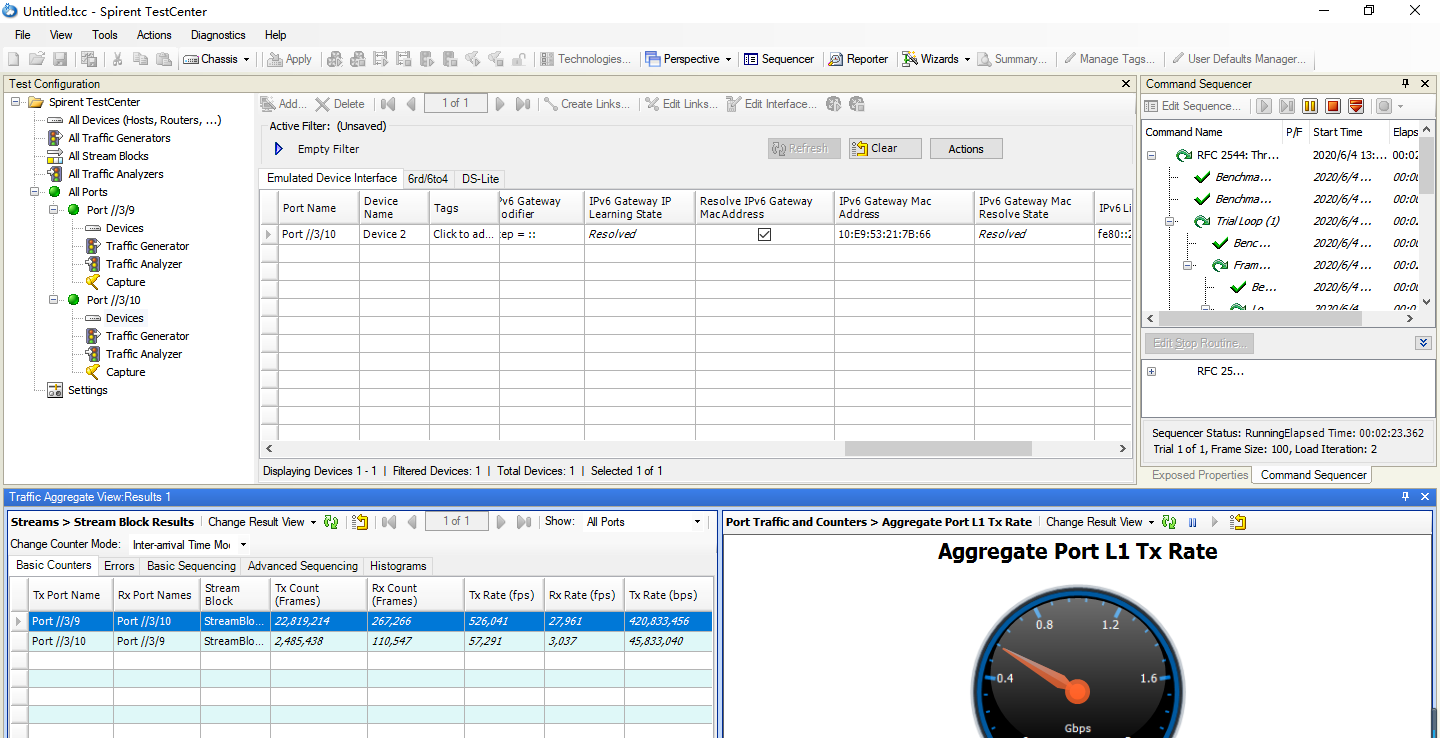 Untitled.tcc - Spirent TestCenter
File View Tools Actions Diagnostics Help
Chassis Apply Technologies... Perspective Sequencer Reporter Wizards Summary... Manage Tags... User Defaults Manager...
Test Configuration
Spirent TestCenter
All Devices (Hosts, Routers, ...)
All Traffic Generators
All Stream Blocks
All Traffic Analyzers
All Ports
Port //3/9
Devices
Traffic Generator
Traffic Analyzer
Capture
Port //3/10
Devices
Traffic Generator
Traffic Analyzer
Capture
Settings
Add... Delete 1 of 1 Create Links... Edit Links... Edit Interface...
Active Filter: (Unsaved)
Empty Filter Refresh Clear Actions
Emulated Device Interface 6rd/6to4 DS-Lite
Port Name Device Name Tags Pv6 Gateway odifier IPv6 Gateway IP Learning State Resolve IPv6 Gateway MacAddress IPv6 Gateway Mac Address IPv6 Gateway Mac Resolve State IPv6 Li
Port //3/10 Device 2 Click to ad... tep = :: Resolved 10:E9:53:21:7B:66 Resolved fe80::2
Displaying Devices 1 - 1 | Filtered Devices: 1 | Total Devices: 1 | Selected 1 of 1
Command Sequencer
Edit Sequence...
Command Name P/F Start Time Elaps
RFC 2544: Thr... 2020/6/4 13:... 00:02
Benchma... 2020/6/4 ... 00:00
Benchma... 2020/6/4 ... 00:00
Trial Loop (1) 2020/6/4 ... 00:02
Benc... 2020/6/4 ... 00:00
Fram... 2020/6/4 ... 00:02
Be... 2020/6/4 ... 00:00
Lo... 2020/6/4 ... 00:0
Edit Stop Routine...
RFC 25...
Sequencer Status: RunningElapsed Time: 00:02:23.362
Trial 1 of 1, Frame Size: 100, Load Iteration: 2
Exposed Properties Command Sequencer
Traffic Aggregate View:Results 1
Streams > Stream Block Results Change Result View 1 of 1 Show: All Ports
Change Counter Mode: Inter-arrival Time Mo
Basic Counters Errors Basic Sequencing Advanced Sequencing Histograms
Tx Port Name Rx Port Names Stream Block Tx Count (Frames) Rx Count (Frames) Tx Rate (fps) Rx Rate (fps) Tx Rate (bps)
Port //3/9 Port //3/10 StreamBlo... 22,819,214 267,266 526,041 27,961 420,833,456
Port //3/10 Port //3/9 StreamBlo... 2,485,438 110,547 57,291 3,037 45,833,040
Port Traffic and Counters > Aggregate Port L1 Tx Rate Change Result View
Aggregate Port L1 Tx Rate
0.8 1.2
0.4 1.6
Gbps